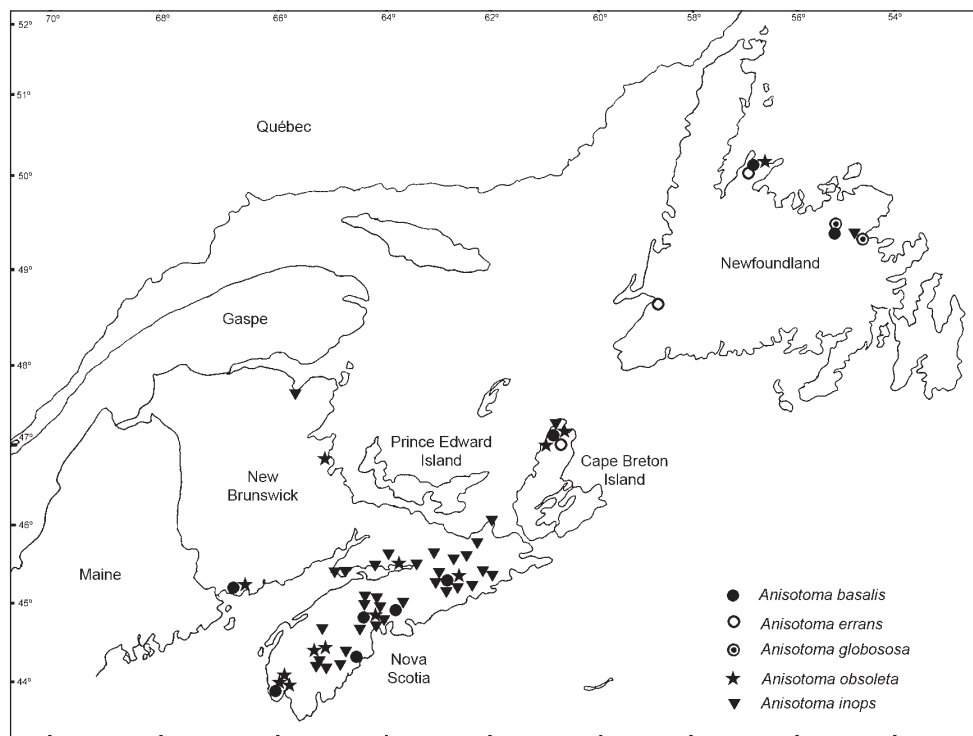 70° 68° 66° 64° 62° 60° 58° 56° 54°
52°
51°
Québec
50°
Newfoundland
49°
Gaspe
48°
47°
Prince Edward
Island
Cape Breton
Island
New
Brunswick
46°
Maine
45°
Nova
Scotia
44°
Anisotoma basalis
Anisotoma errans
Anisotoma globososa
Anisotoma obsoleta
Anisotoma inops